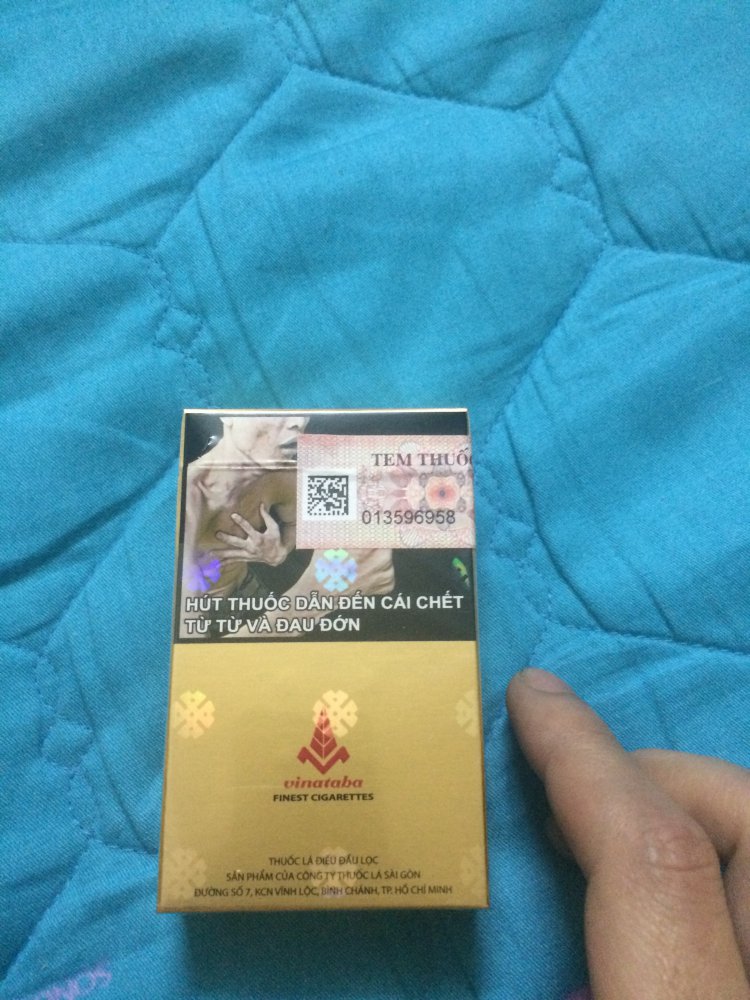 TEM THUỐ
013596958
HÚT THUỐC DẪN ĐẾN CÁI CHẾT
TỪ TỪ VÀ ĐAU ĐỚN
vinataba
FINEST CIGARETTES
THUỐC LÁ ĐIẾU ĐẦU LỌC
SẢN PHẨM CỦA CÔNG TY THUỐC LÁ SÀI GÒN
ĐƯỜNG SỐ 7, KCN VĨNH LỘC, BÌNH CHÁNH, TP. HỒ CHÍ MINH